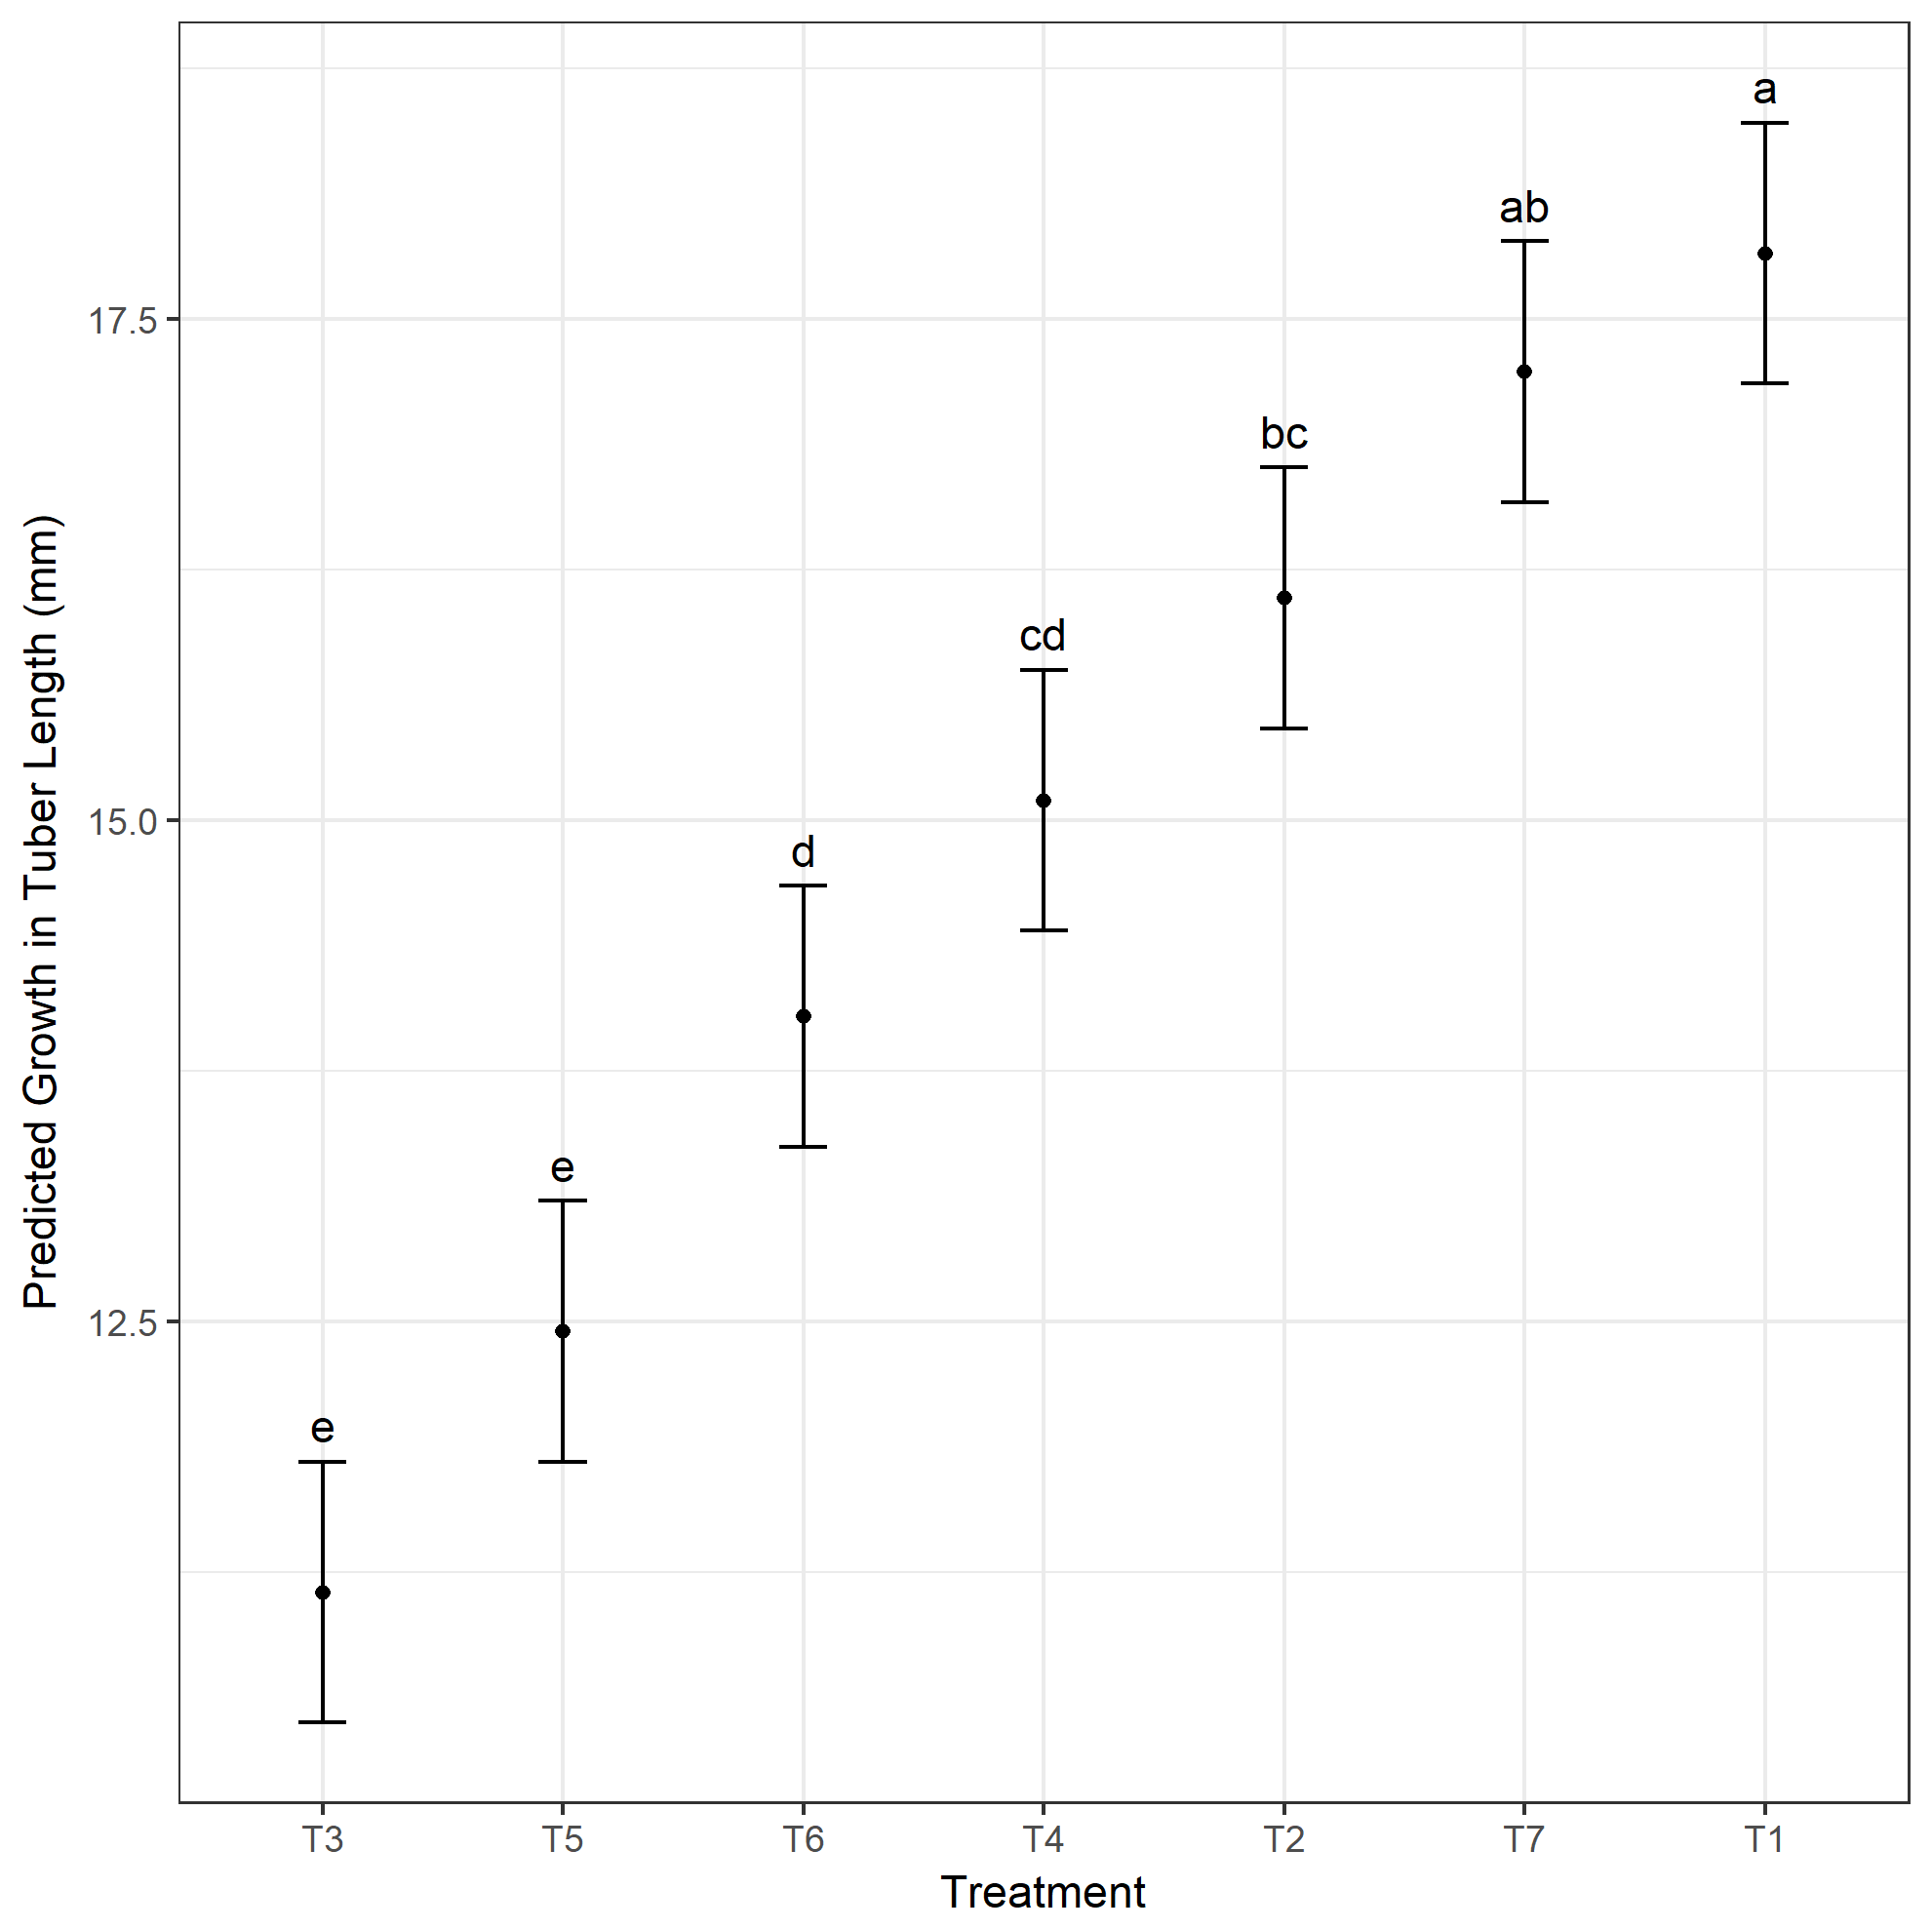 a
ab
bc
cd
d
e
e
17.5
15.0
12.5
Predicted Growth in Tuber Length (mm)
T3 T5 T6 T4 T2 T7 T1
Treatment